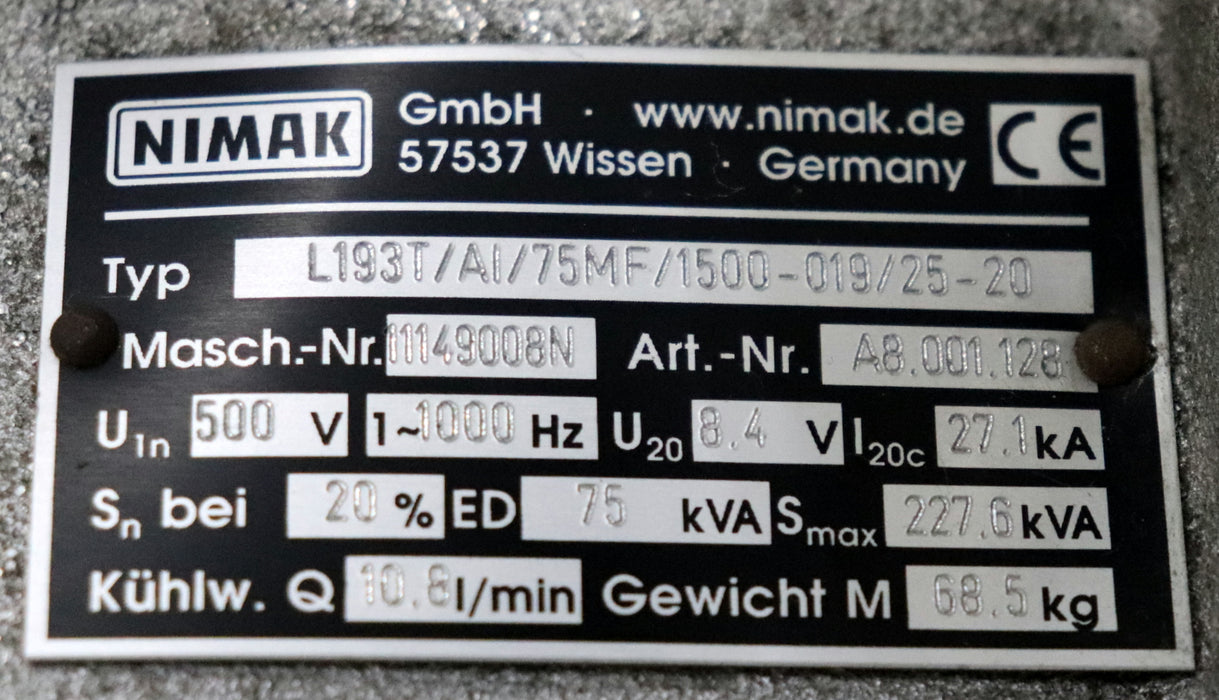 NIMAK GmbH · www.nimak.de CE
57537 Wissen · Germany
Typ L193T/AI/75MF/1500-019/25-20
Masch.-Nr. 11149008N Art.-Nr. A8.001.128
U1n 500 V 1~1000 Hz U20 8.4 V I20c 27.1 kA
Sn bei 20 % ED 75 kVA Smax 227.6 kVA
Kühlw. Q 10.8 l/min Gewicht M 68.5 kg